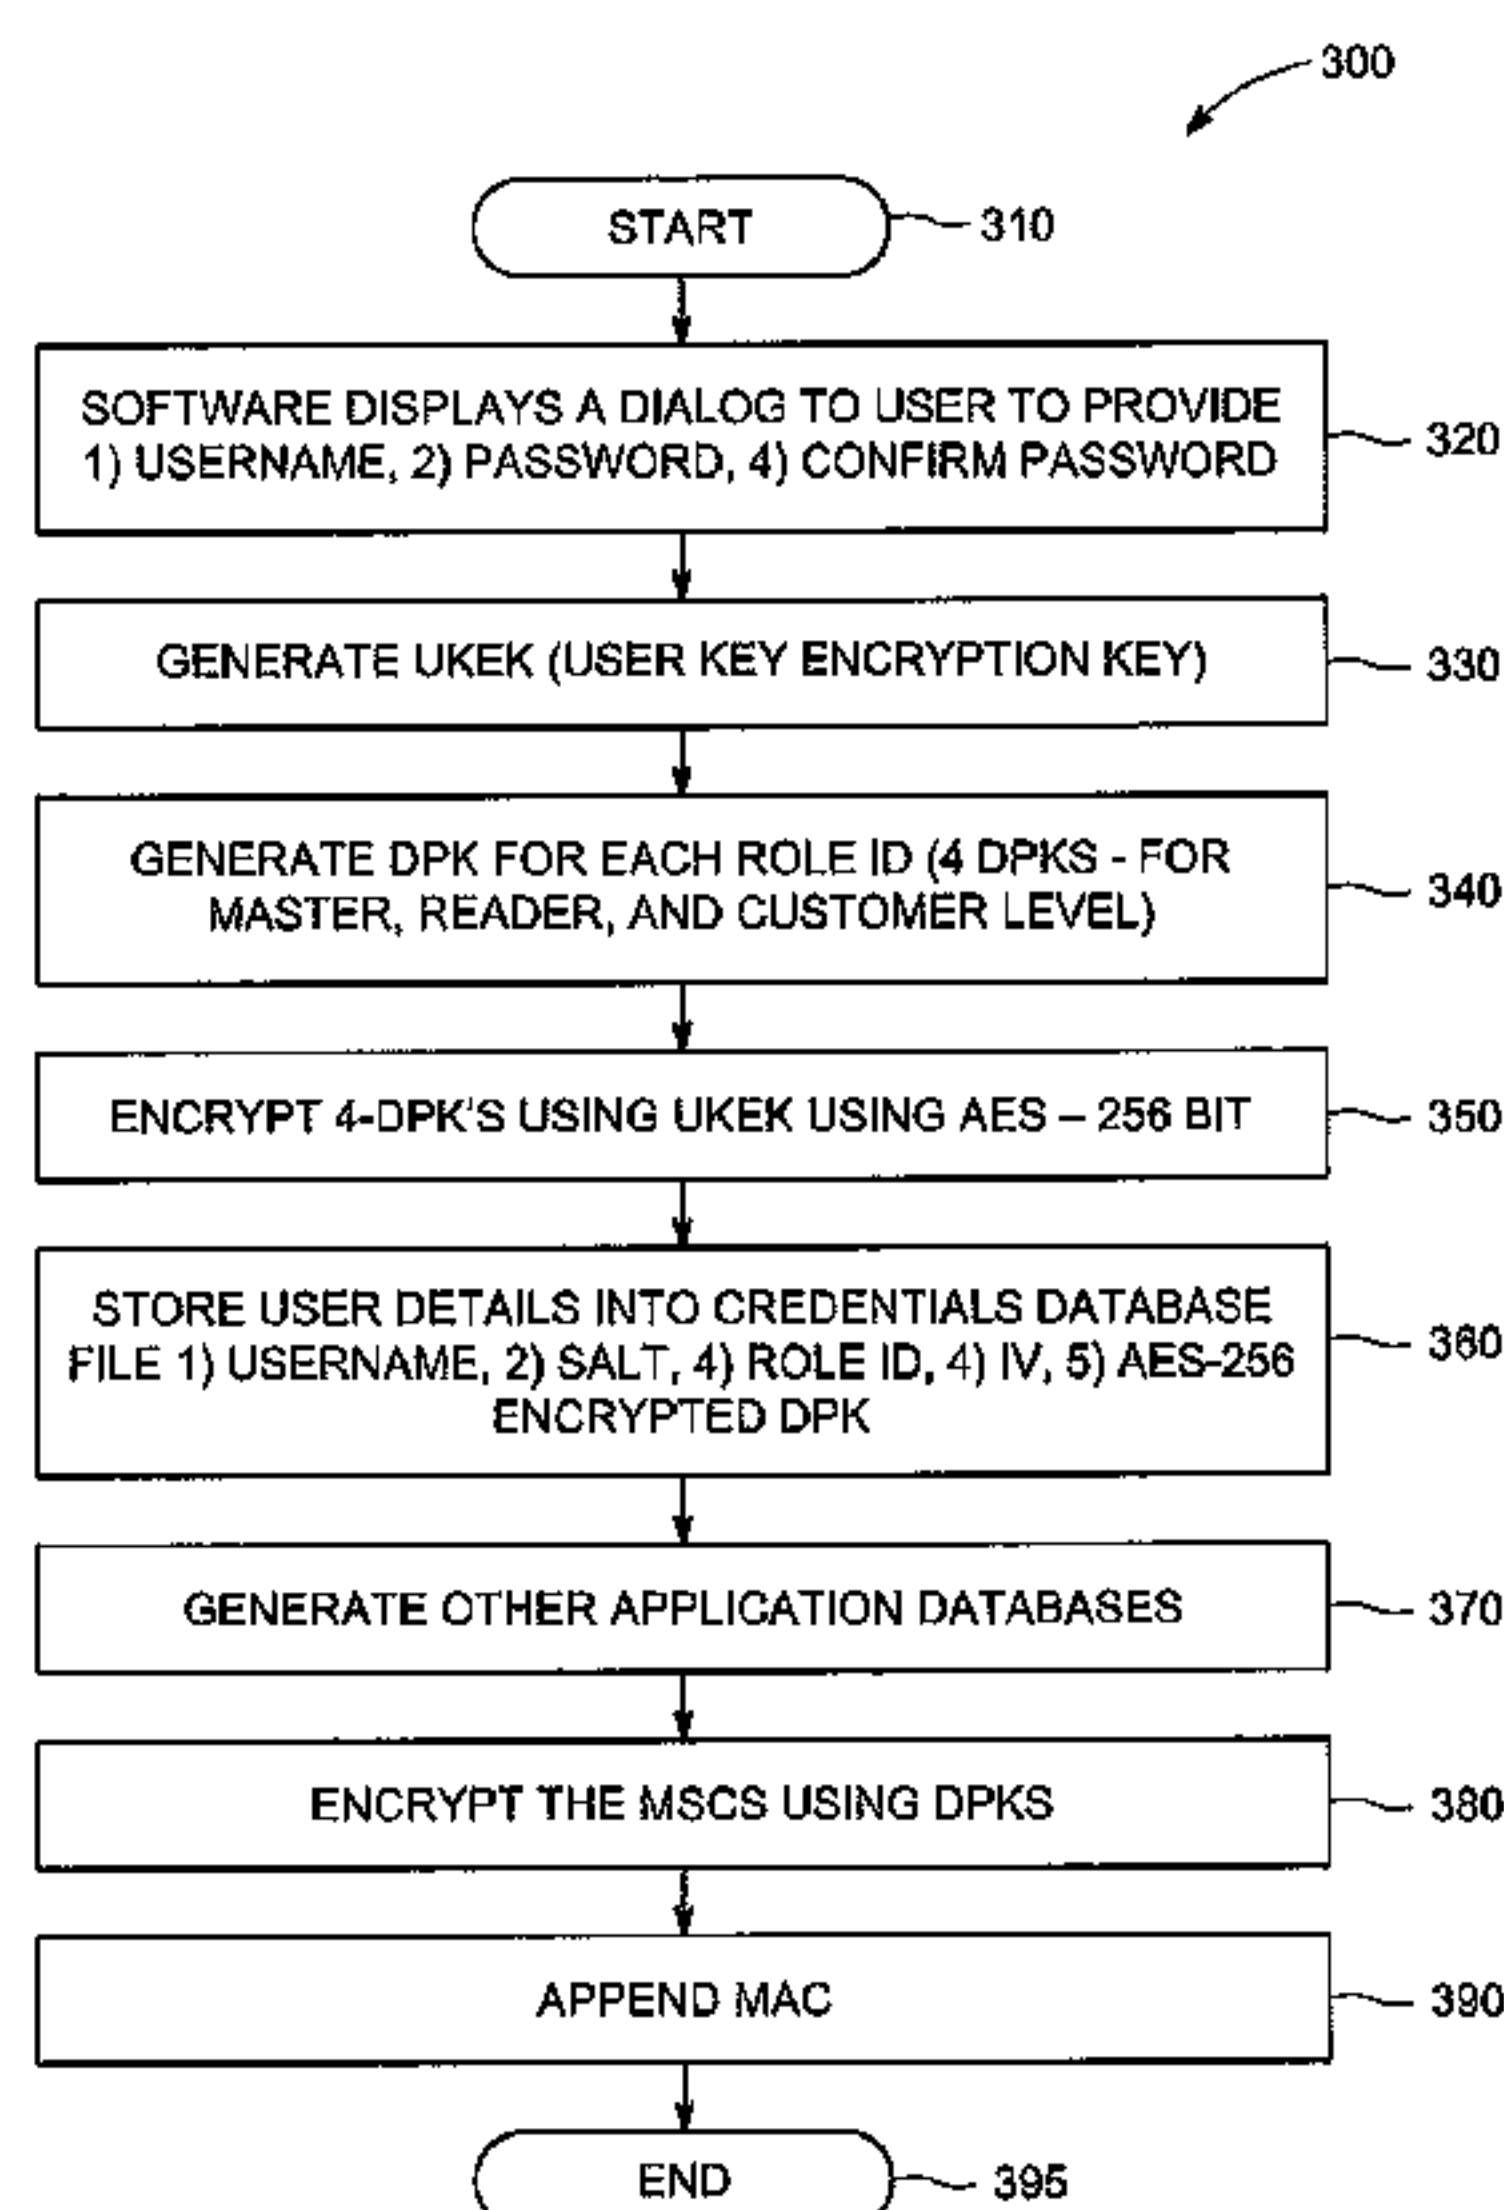 300
START
310
SOFTWARE DISPLAYS A DIALOG TO USER TO PROVIDE
1) USERNAME, 2) PASSWORD, 4) CONFIRM PASSWORD
320
GENERATE UKEK (USER KEY ENCRYPTION KEY)
330
GENERATE DPK FOR EACH ROLE ID (4 DPKS - FOR
MASTER, READER, AND CUSTOMER LEVEL)
340
ENCRYPT 4-DPK'S USING UKEK USING AES – 256 BIT
350
STORE USER DETAILS INTO CREDENTIALS DATABASE
FILE 1) USERNAME, 2) SALT, 4) ROLE ID, 4) IV, 5) AES-256
ENCRYPTED DPK
360
GENERATE OTHER APPLICATION DATABASES
370
ENCRYPT THE MSCS USING DPKS
380
APPEND MAC
390
END
395